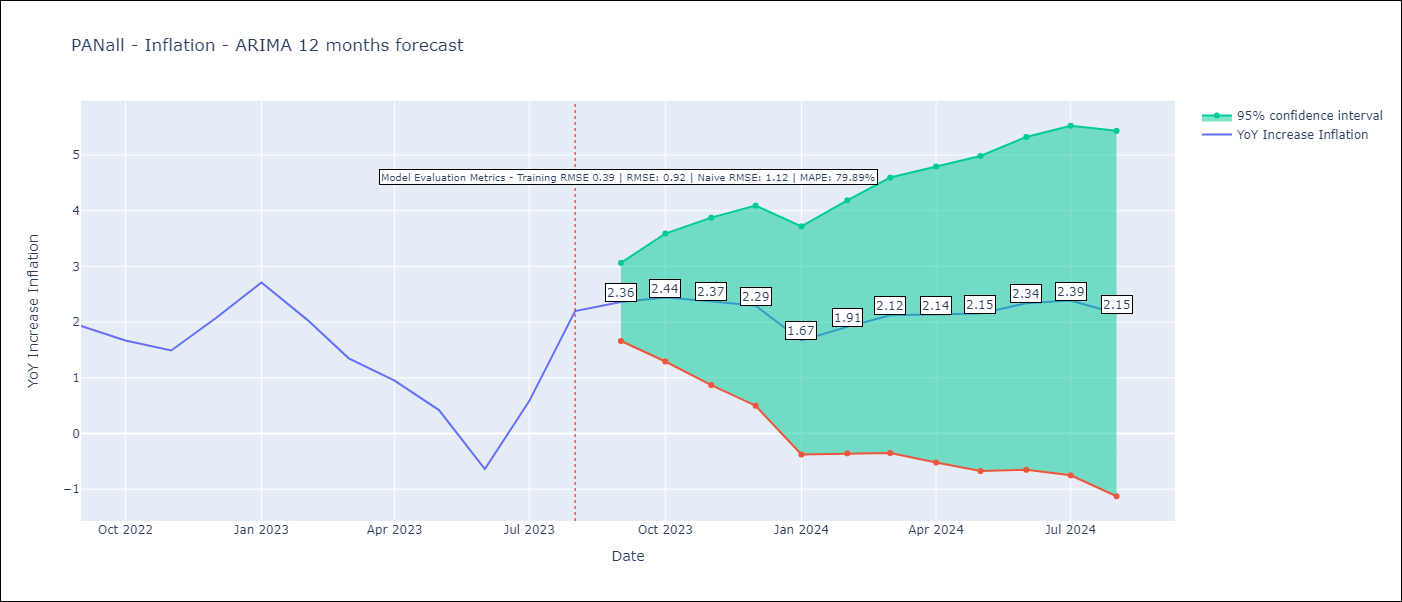 PANall - Inflation - ARIMA 12 months forecast
95% confidence interval
YoY Increase Inflation
Model Evaluation Metrics - Training RMSE 0.39 | RMSE: 0.92 | Naive RMSE: 1.12 | MAPE: 79.89%
YoY Increase Inflation
5
4
3
2
1
0
−1
2.36
2.44
2.37
2.29
1.67
1.91
2.12
2.14
2.15
2.34
2.39
2.15
Oct 2022
Jan 2023
Apr 2023
Jul 2023
Oct 2023
Jan 2024
Apr 2024
Jul 2024
Date